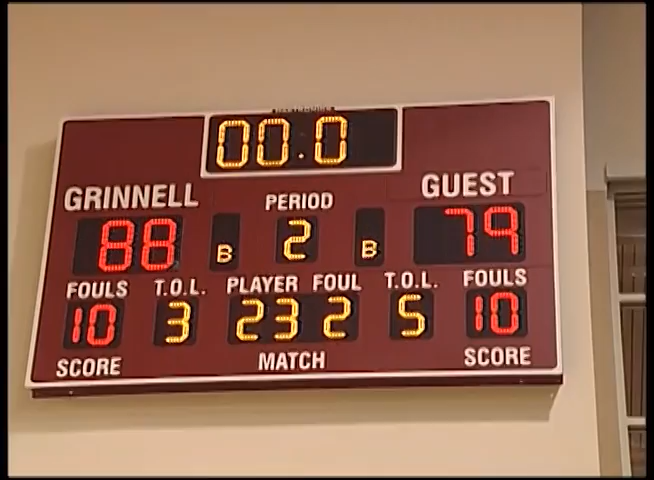 00.0
GRINNELL PERIOD GUEST
88 B 2 B 79
FOULS T.O.L. PLAYER FOUL T.O.L. FOULS
10 3 23 2 5 10
SCORE MATCH SCORE